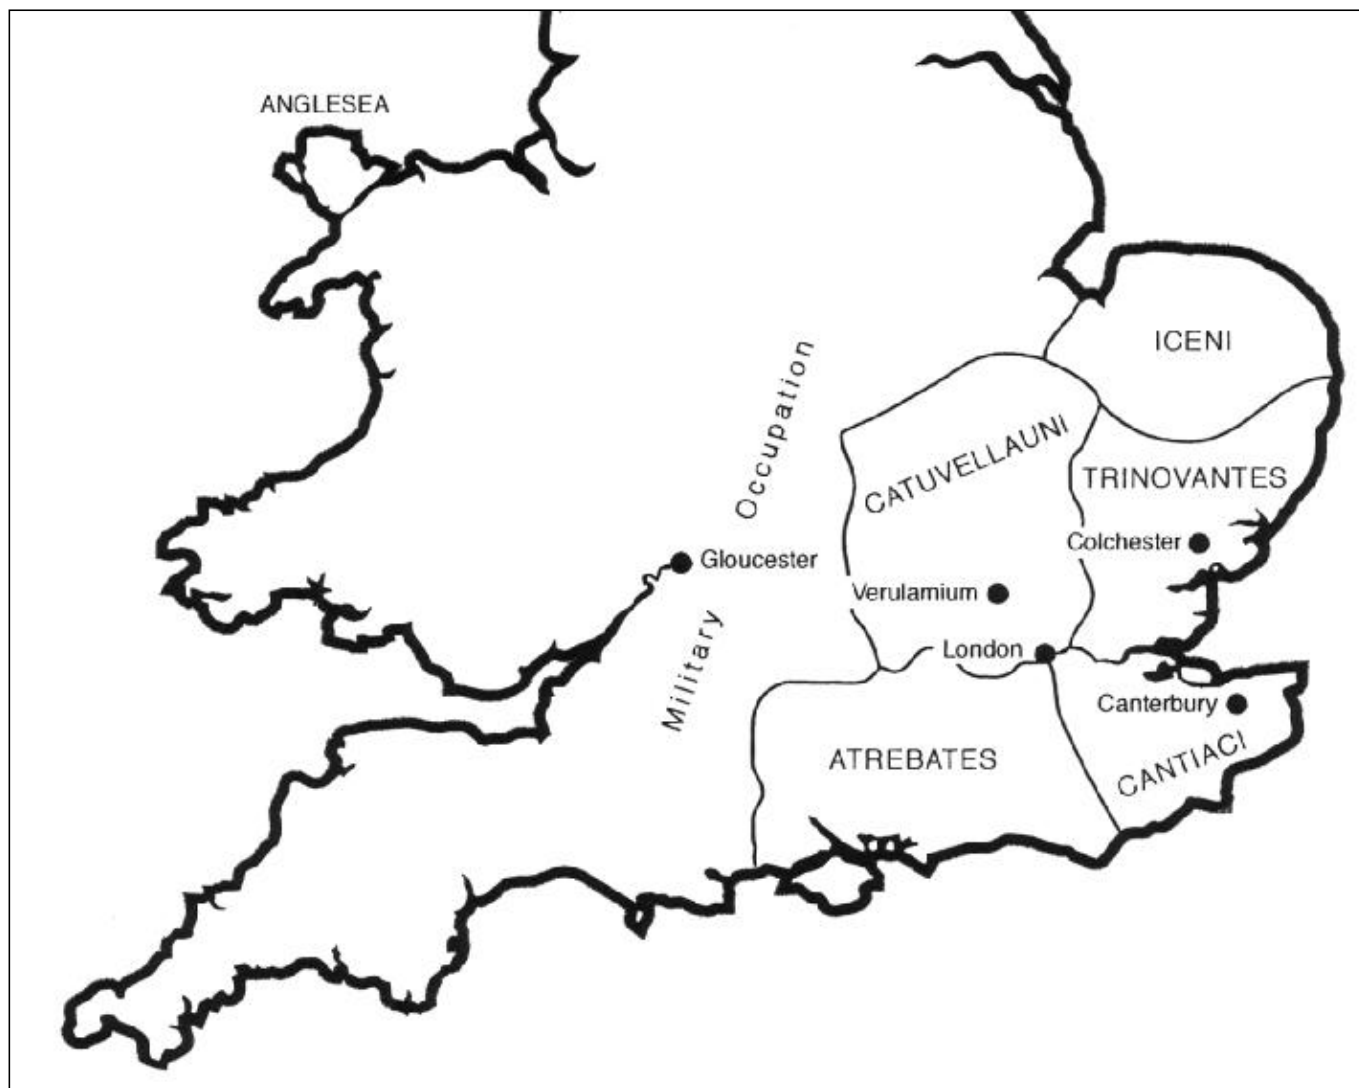 ANGLESEA
ICENI
Occupation
CATUVELLAUNI
TRINOVANTES
Colchester
Gloucester
Verulamium
Military
London
Canterbury
ATREBATES
CANTIACI